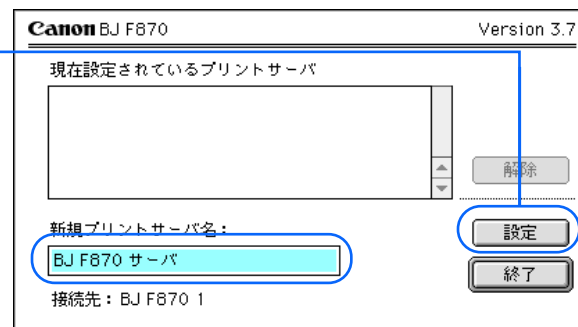 Canon BJ F870 Version 3.7
現在設定されているプリントサーバ
解除
新規プリントサーバ名：
設定
BJ F870 サーバ
終了
接続先：BJ F870 1